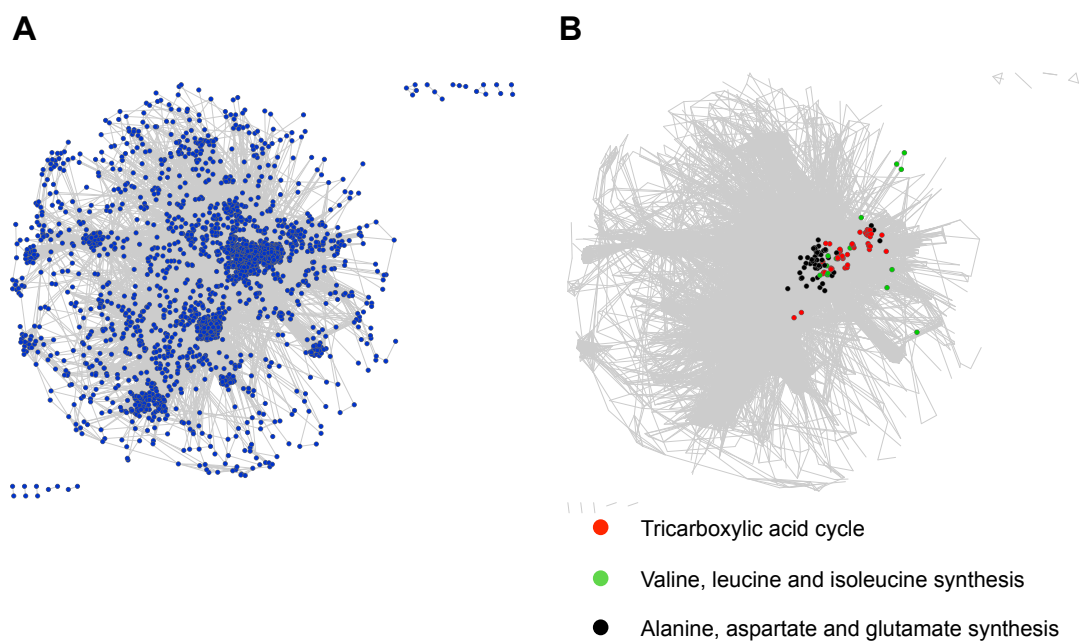 A
B
Tricarboxylic acid cycle
Valine, leucine and isoleucine synthesis
Alanine, aspartate and glutamate synthesis